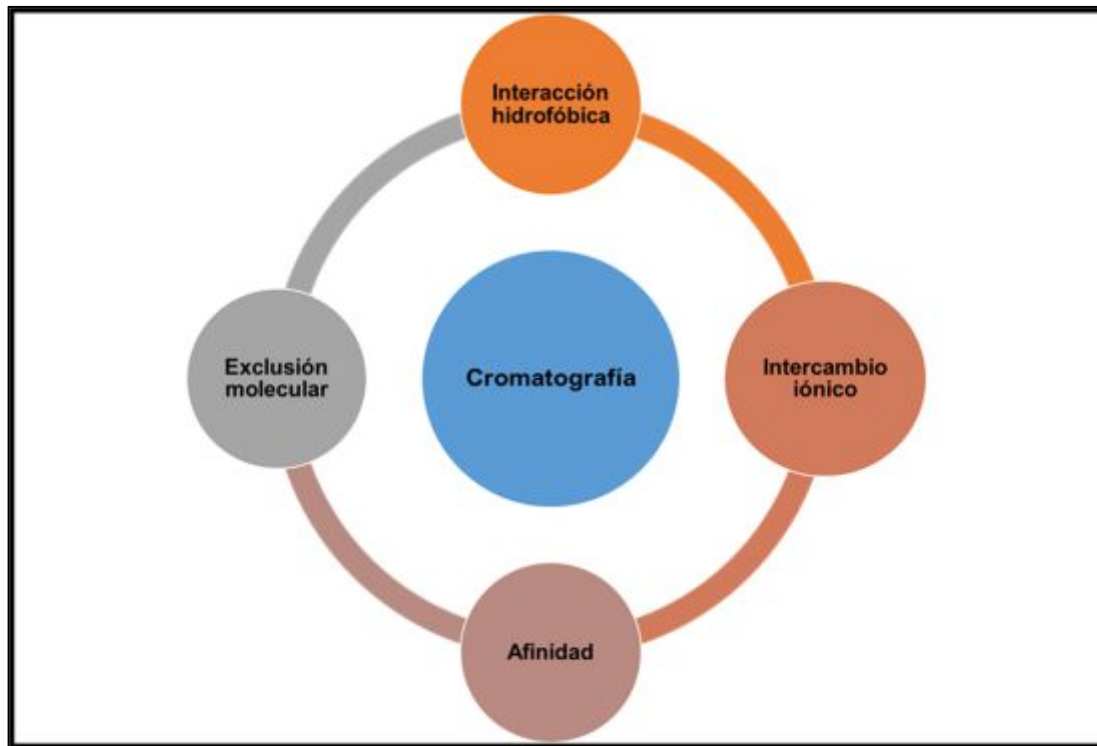 Interacción
hidrofóbica
Exclusión
molecular
Cromatografía
Intercambio
iónico
Afinidad